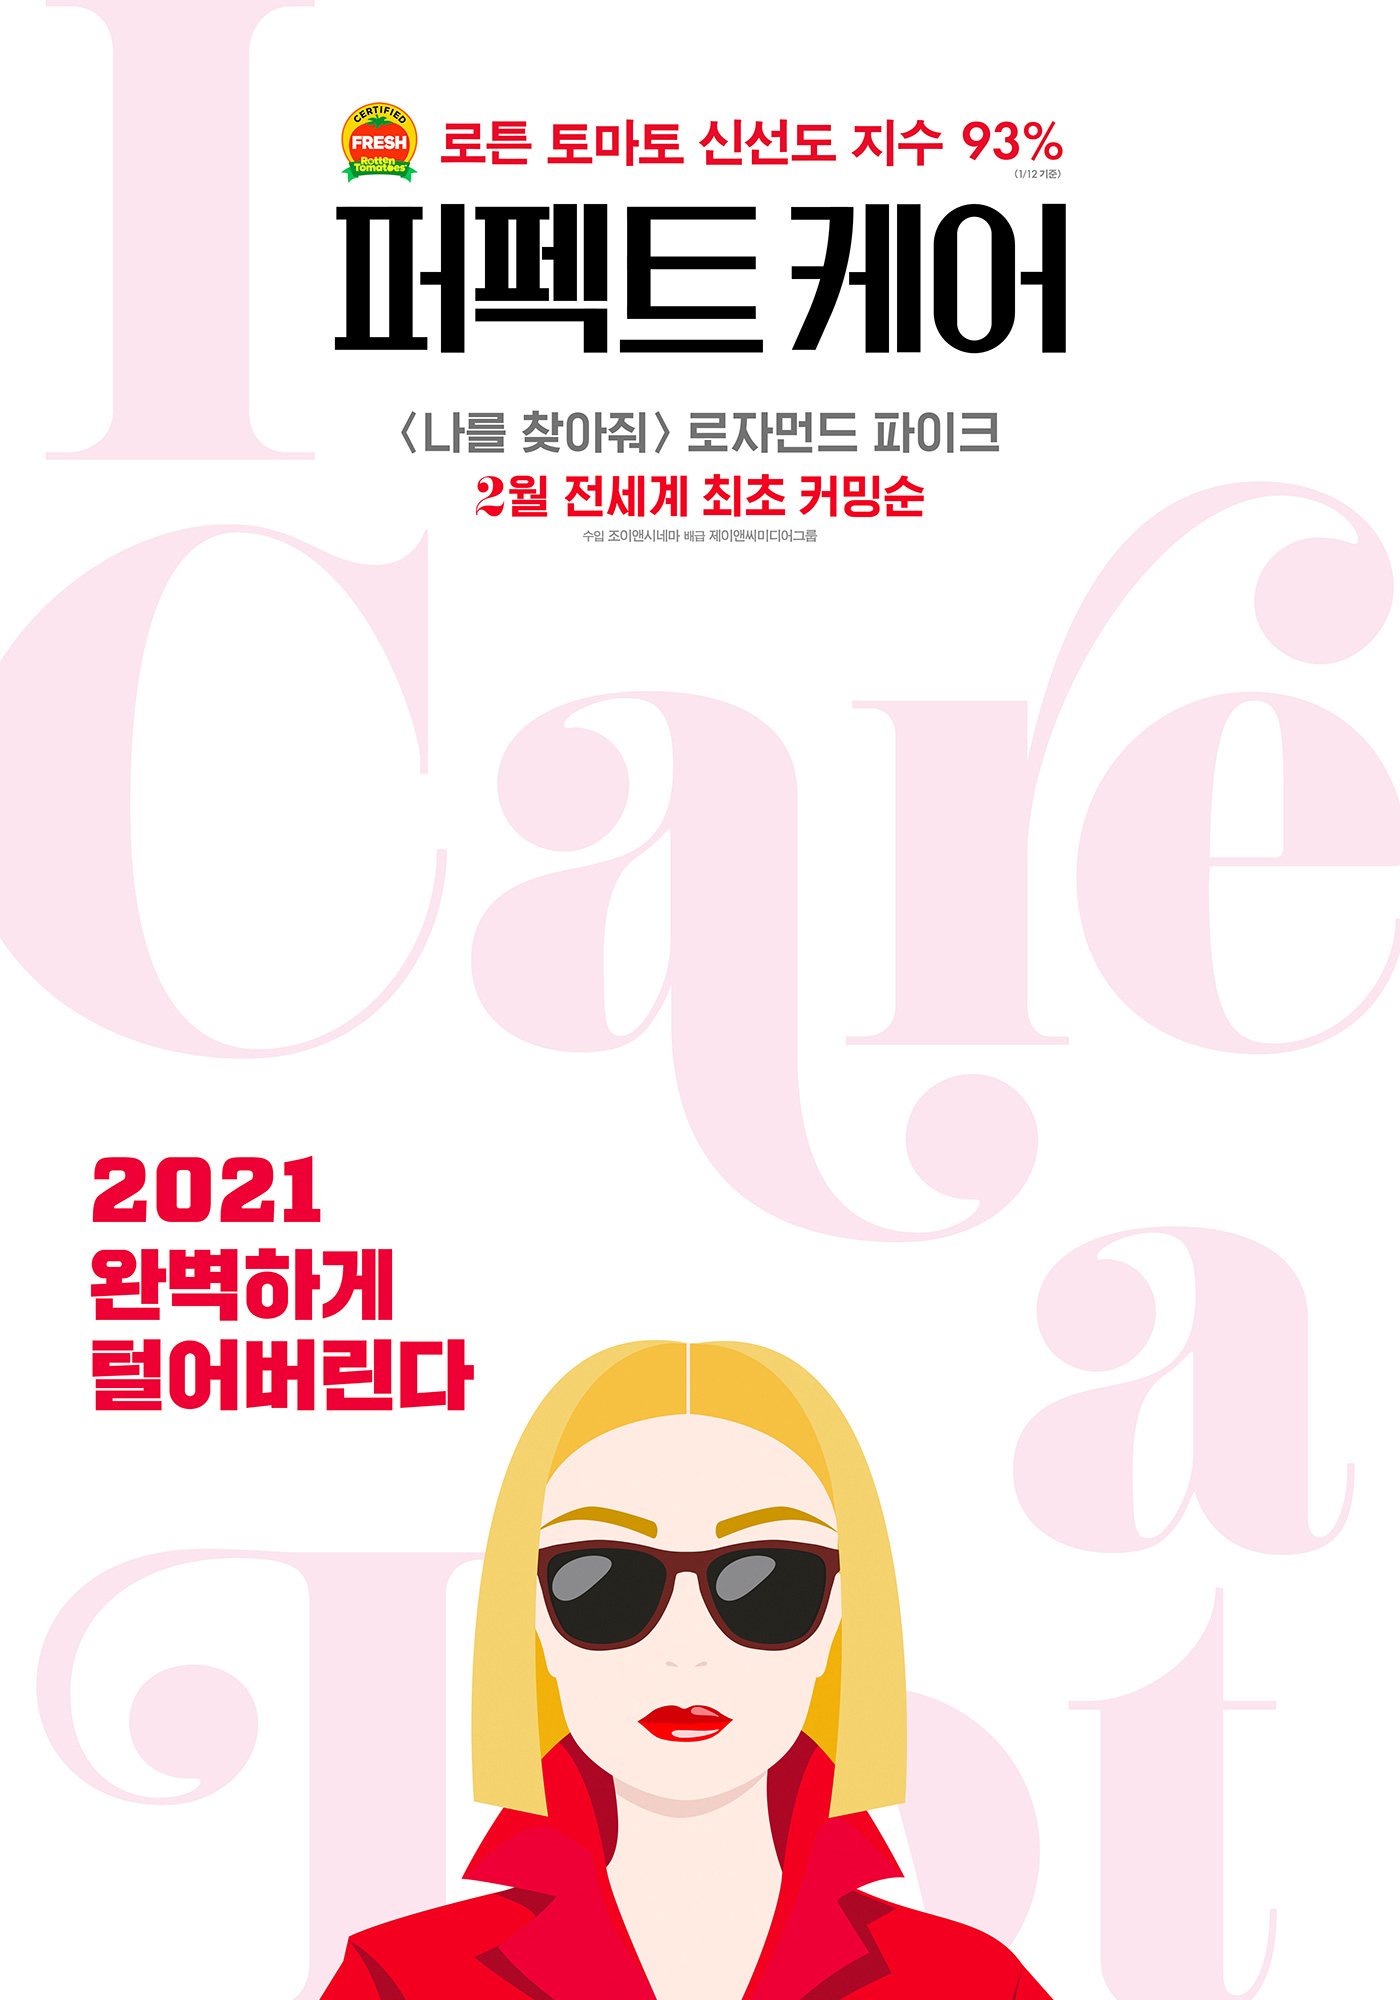 CERTIFIED
FRESH
Rotten
Tomatoes
로튼 토마토 신선도 지수 93%
(1/12 기준)
퍼펙트 케어
<나를 찾아줘> 로자먼드 파이크
2월 전세계 최초 커밍순
수입 조이앤시네마 배급 제이앤씨미디어그룹
I
Care
a
Lot
2021
완벽하게
털어버린다